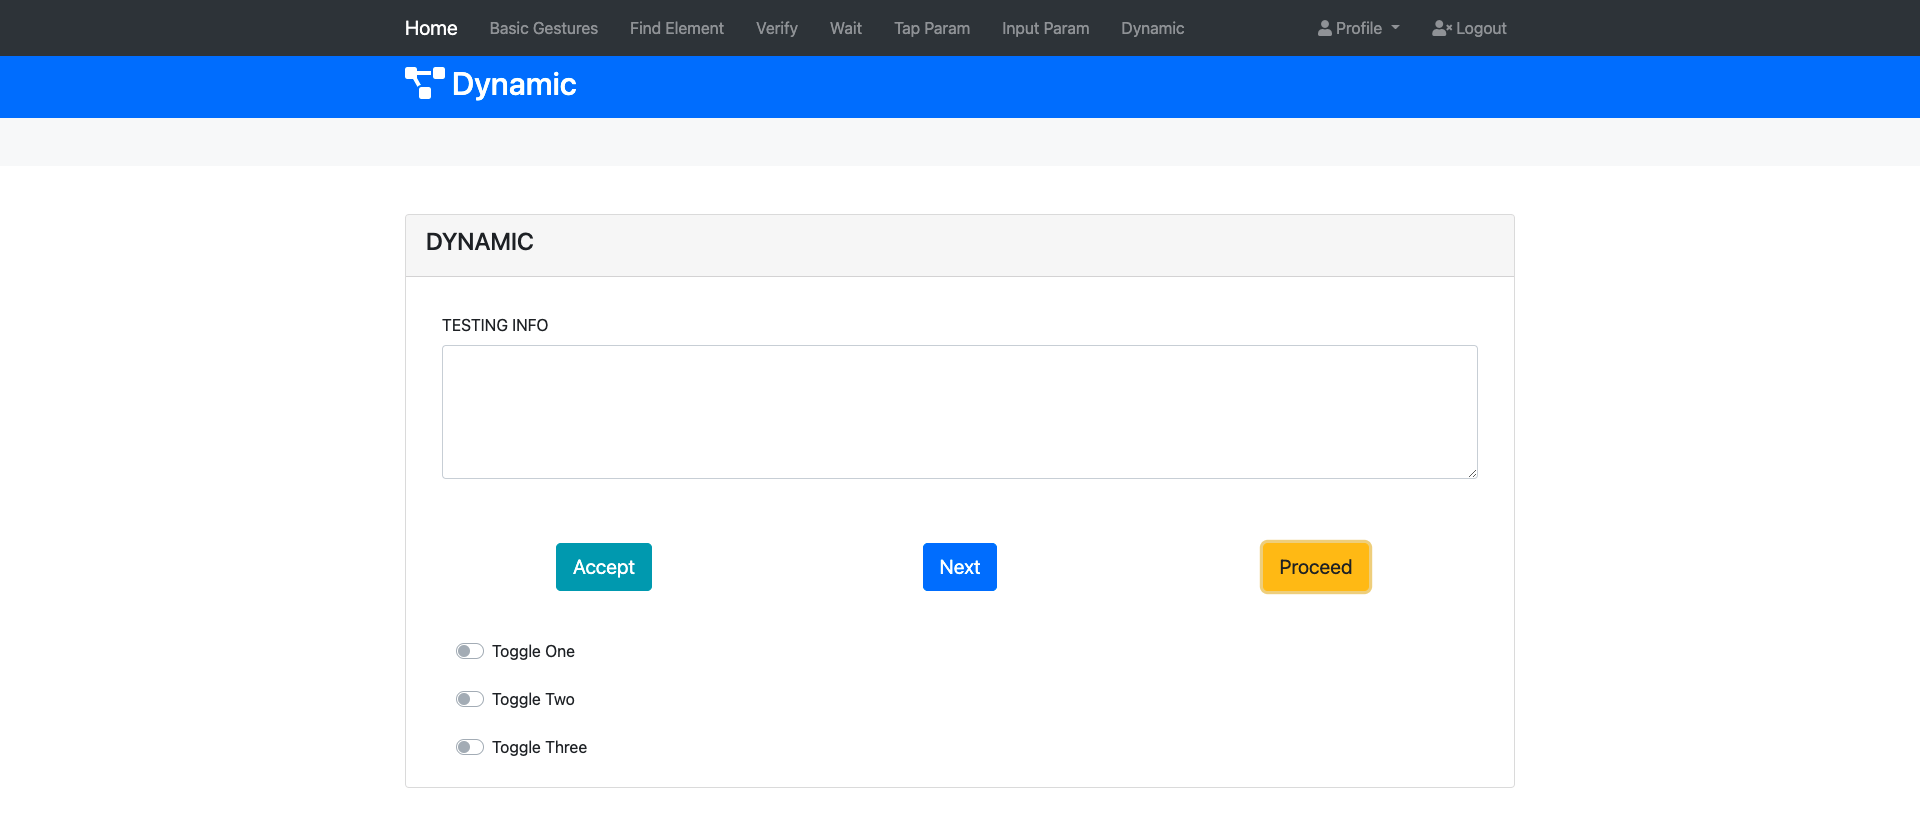 Home Basic Gestures Find Element Verify Wait Tap Param Input Param Dynamic Profile Logout
Dynamic
DYNAMIC
TESTING INFO
Accept Next Proceed
Toggle One
Toggle Two
Toggle Three